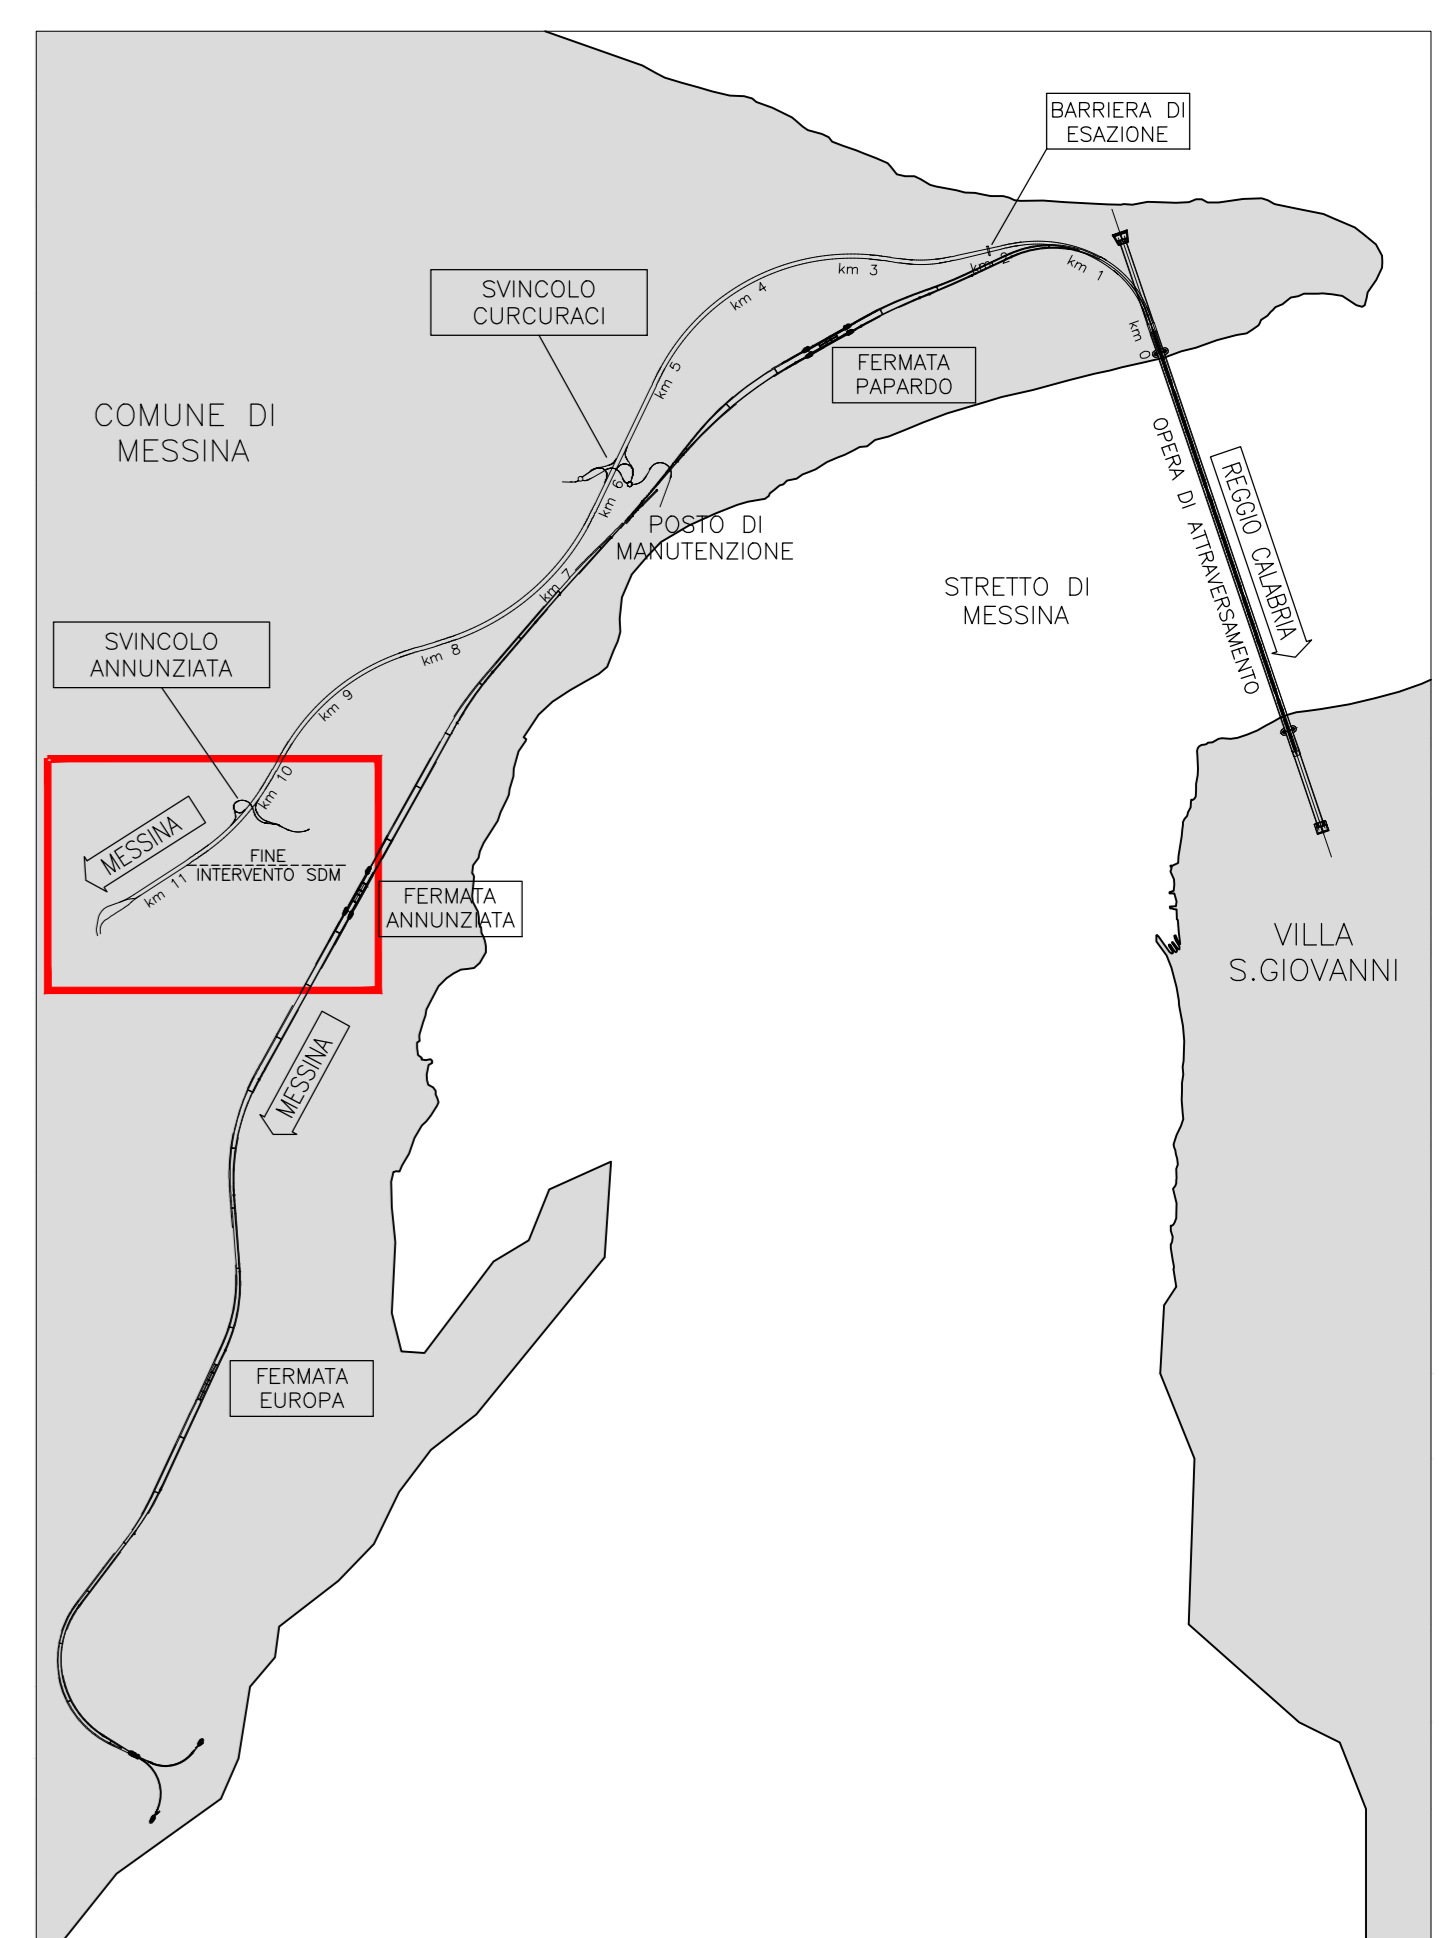 BARRIERA DI
ESAZIONE
km 2
km 1
km 3
km 4
km 0
SVINCOLO
CURCURACI
FERMATA
PAPARDO
km 5
COMUNE DI
MESSINA
km 6
POSTO DI
MANUTENZIONE
OPERA DI ATTRAVERSAMENTO
REGGIO CALABRIA
STRETTO DI
MESSINA
km 7
SVINCOLO
ANNUNZIATA
km 8
km 9
km 10
MESSINA
FINE
INTERVENTO SDM
km 11
FERMATA
ANNUNZIATA
VILLA
S.GIOVANNI
MESSINA
FERMATA
EUROPA